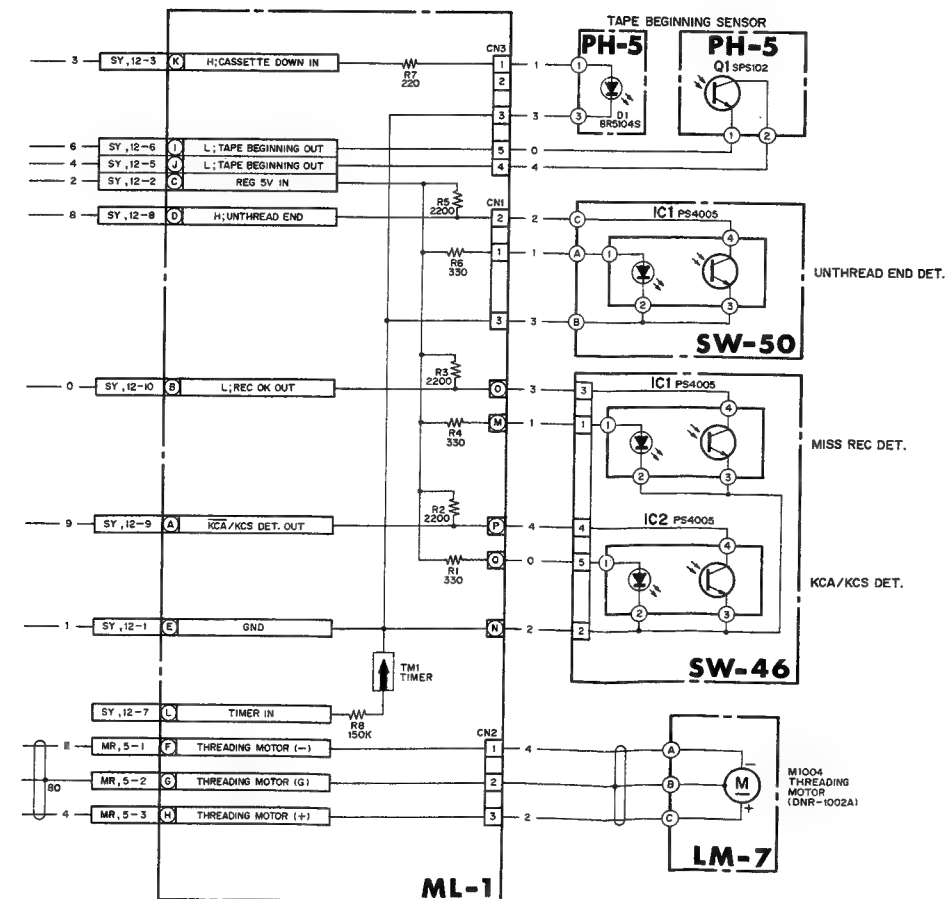 TAPE BEGINNING SENSOR
PH-5
PH-5
Q1 SPS102
CN3
3 SY,12-3 K H;CASSETTE DOWN IN
R7
220
1 1 1
2
3 3 3
D1
BR5104S
1 2
6 SY,12-6 I L;TAPE BEGINNING OUT 5 0
4 SY,12-5 J L;TAPE BEGINNING OUT 4 4
2 SY,12-2 C REG 5V IN
R5
2200
CN1
8 SY,12-8 D H;UNTHREAD END 2 2 C
IC1 PS4005
4
R6
330
1 1 A 1
UNTHREAD END DET.
2 3
3 3 B
SW-50
R3
2200
0 SY,12-10 B L;REC OK OUT O 3 3
IC1 PS4005
4
R4
330
M 1 1 1
MISS REC DET.
2 3
R2
2200
9 SY,12-9 A KCA/KCS DET. OUT P 4 4
IC2 PS4005
4
R1
330
Q 0 5 1
KCA/KCS DET.
2 3
1 SY,12-1 E GND N 2 2
SW-46
TM1
TIMER
SY,12-7 L TIMER IN
R8
150K
CN2
E MR,5-1 F THREADING MOTOR (-) 1 4 A
-
80 MR,5-2 G THREADING MOTOR (G) 2 B
M
M1004
THREADING
MOTOR
(DNR-1002A)
4 MR,5-3 H THREADING MOTOR (+) 3 2 C
+
LM-7
ML-1